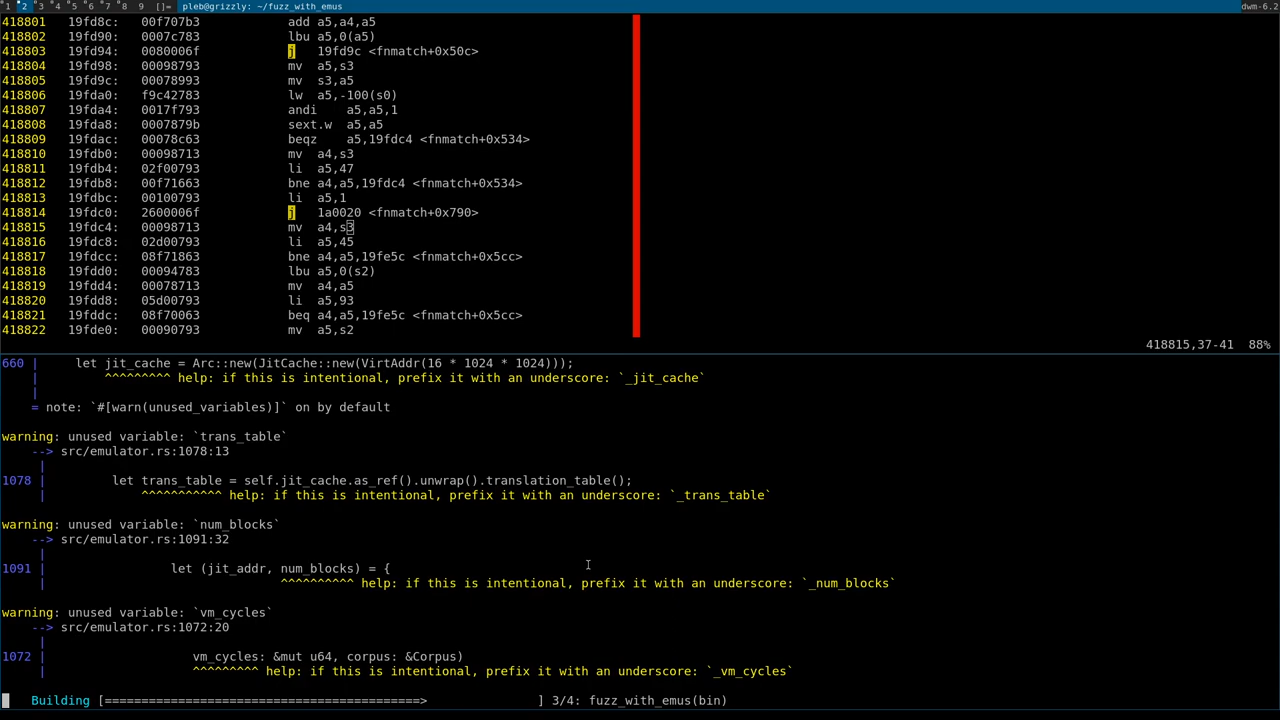 1 2 3 4 5 6 7 8 9 []= pleb@grizzly: ~/fuzz_with_emus dwm-6.2
418801 19fd8c: 00f707b3 add a5,a4,a5
418802 19fd90: 0007c783 lbu a5,0(a5)
418803 19fd94: 0080006f j 19fd9c <fnmatch+0x50c>
418804 19fd98: 00098793 mv a5,s3
418805 19fd9c: 00078993 mv s3,a5
418806 19fda0: f9c42783 lw a5,-100(s0)
418807 19fda4: 0017f793 andi a5,a5,1
418808 19fda8: 0007879b sext.w a5,a5
418809 19fdac: 00078c63 beqz a5,19fdc4 <fnmatch+0x534>
418810 19fdb0: 00098713 mv a4,s3
418811 19fdb4: 02f00793 li a5,47
418812 19fdb8: 00f71663 bne a4,a5,19fdc4 <fnmatch+0x534>
418813 19fdbc: 00100793 li a5,1
418814 19fdc0: 2600006f j 1a0020 <fnmatch+0x790>
418815 19fdc4: 00098713 mv a4,s3
418816 19fdc8: 02d00793 li a5,45
418817 19fdcc: 08f71863 bne a4,a5,19fe5c <fnmatch+0x5cc>
418818 19fdd0: 00094783 lbu a5,0(s2)
418819 19fdd4: 00078713 mv a4,a5
418820 19fdd8: 05d00793 li a5,93
418821 19fddc: 08f70063 beq a4,a5,19fe5c <fnmatch+0x5cc>
418822 19fde0: 00090793 mv a5,s2
418815,37-41 88%
660 | let jit_cache = Arc::new(JitCache::new(VirtAddr(16 * 1024 * 1024)));
| ^^^^^^^^^ help: if this is intentional, prefix it with an underscore: `_jit_cache`
|
= note: `#[warn(unused_variables)]` on by default
warning: unused variable: `trans_table`
--> src/emulator.rs:1078:13
|
1078 | let trans_table = self.jit_cache.as_ref().unwrap().translation_table();
| ^^^^^^^^^^^ help: if this is intentional, prefix it with an underscore: `_trans_table`
warning: unused variable: `num_blocks`
--> src/emulator.rs:1091:32
|
1091 | let (jit_addr, num_blocks) = {
| ^^^^^^^^^^ help: if this is intentional, prefix it with an underscore: `_num_blocks`
warning: unused variable: `vm_cycles`
--> src/emulator.rs:1072:20
|
1072 | vm_cycles: &mut u64, corpus: &Corpus)
| ^^^^^^^^^ help: if this is intentional, prefix it with an underscore: `_vm_cycles`
Building [===========================================> ] 3/4: fuzz_with_emus(bin)